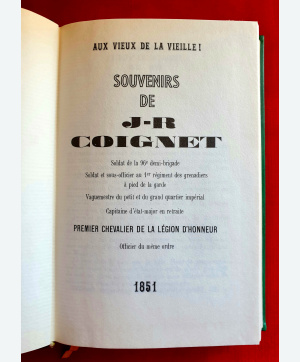 AUX VIEUX DE LA VIEILLE !
SOUVENIRS
DE
J-R
COIGNET
Soldat de la 96e demi-brigade
Soldat et sous-officier au 1er régiment des grenadiers
à pied de la garde
Vaguemestre du petit et du grand quartier impérial
Capitaine d'état-major en retraite
PREMIER CHEVALIER DE LA LÉGION D'HONNEUR
Officier du même ordre
1851